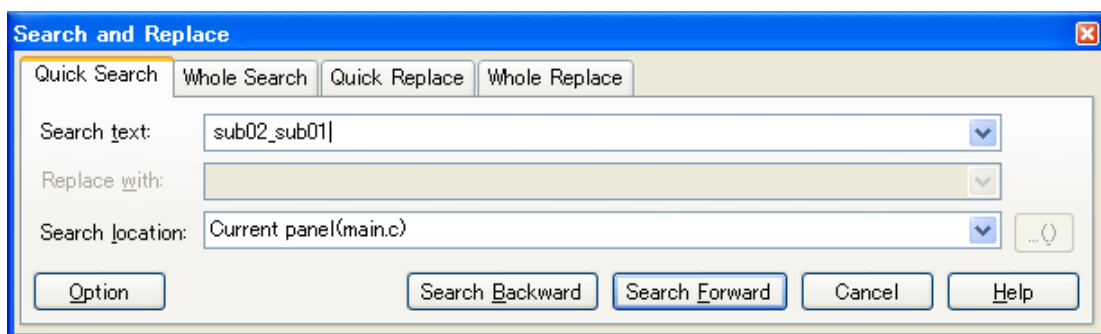 Search and Replace
Quick Search Whole Search Quick Replace Whole Replace
Search text: sub02_sub01
Replace with:
Search location: Current panel(main.c) ...()
Option Search Backward Search Forward Cancel Help